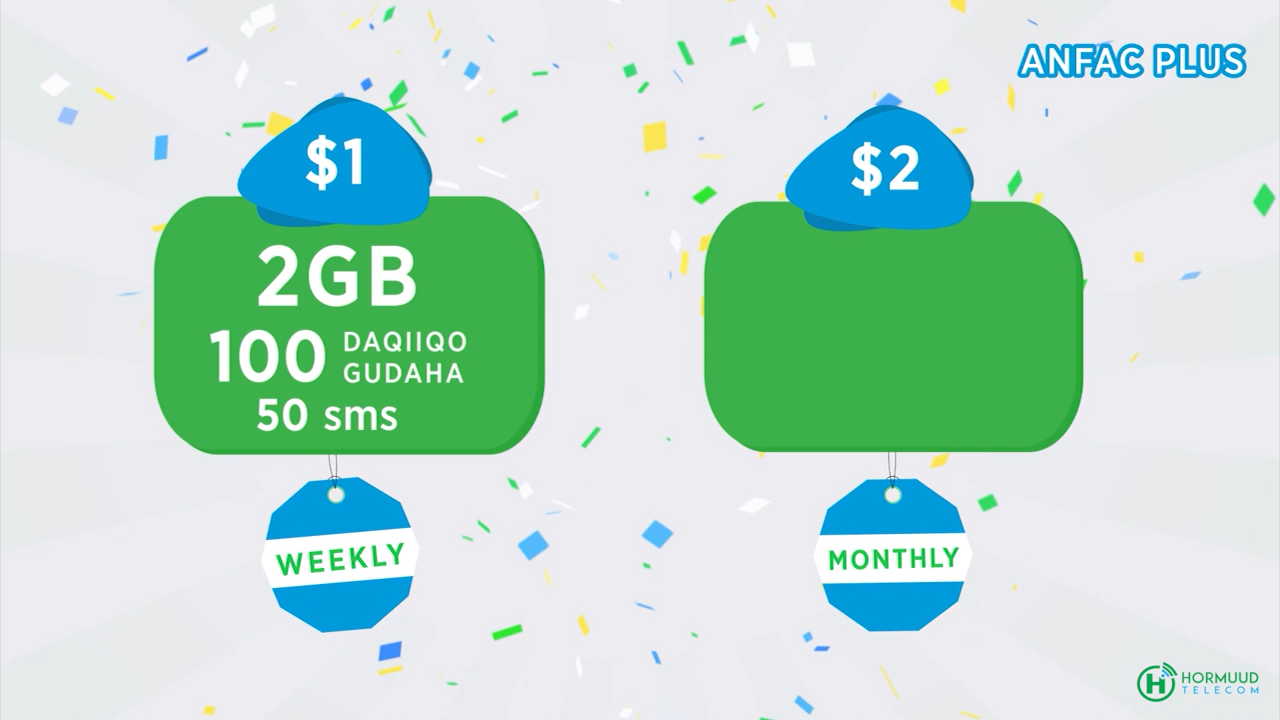 ANFAC PLUS
$1
2GB
100 DAQIIQO
GUDAHA
50 sms
WEEKLY
$2
MONTHLY
HORMUUD
TELECOM